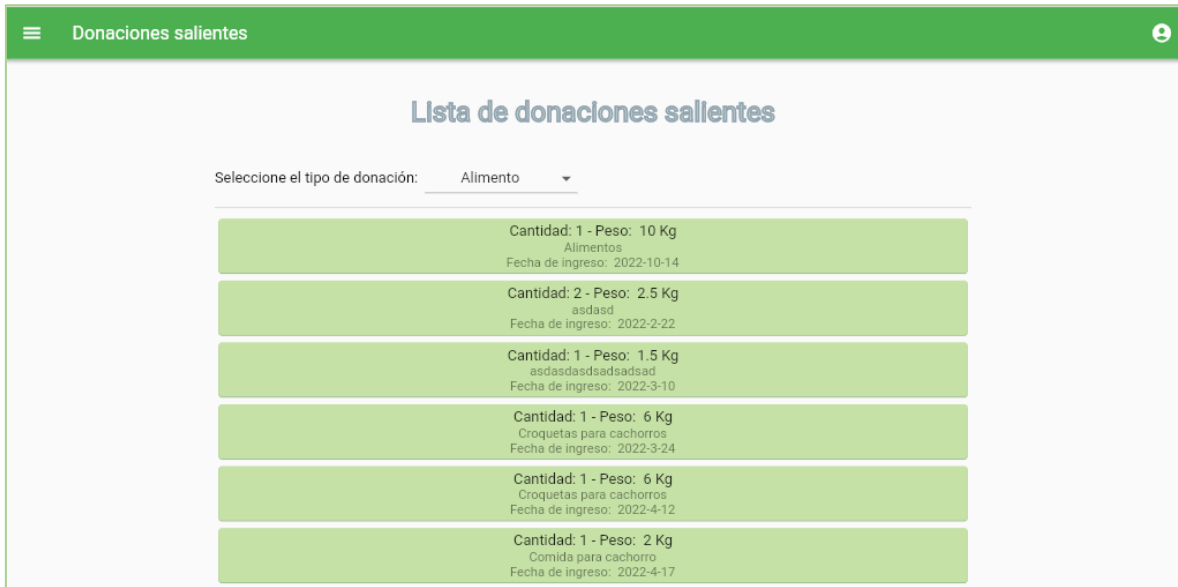 Donaciones salientes
Lista de donaciones salientes
Seleccione el tipo de donación: Alimento
Cantidad: 1 - Peso: 10 Kg
Alimentos
Fecha de ingreso: 2022-10-14
Cantidad: 2 - Peso: 2.5 Kg
asdasd
Fecha de ingreso: 2022-2-22
Cantidad: 1 - Peso: 1.5 Kg
asdasdasdsadsadsad
Fecha de ingreso: 2022-3-10
Cantidad: 1 - Peso: 6 Kg
Croquetas para cachorros
Fecha de ingreso: 2022-3-24
Cantidad: 1 - Peso: 6 Kg
Croquetas para cachorros
Fecha de ingreso: 2022-4-12
Cantidad: 1 - Peso: 2 Kg
Comida para cachorro
Fecha de ingreso: 2022-4-17